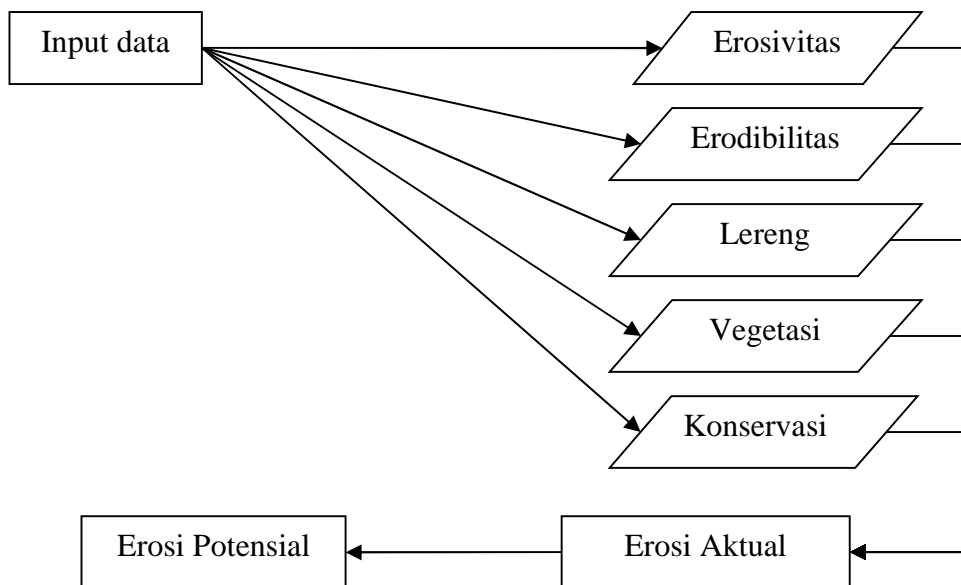 Input data
Erosivitas
Erodibilitas
Lereng
Vegetasi
Konservasi
Erosi Potensial
Erosi Aktual